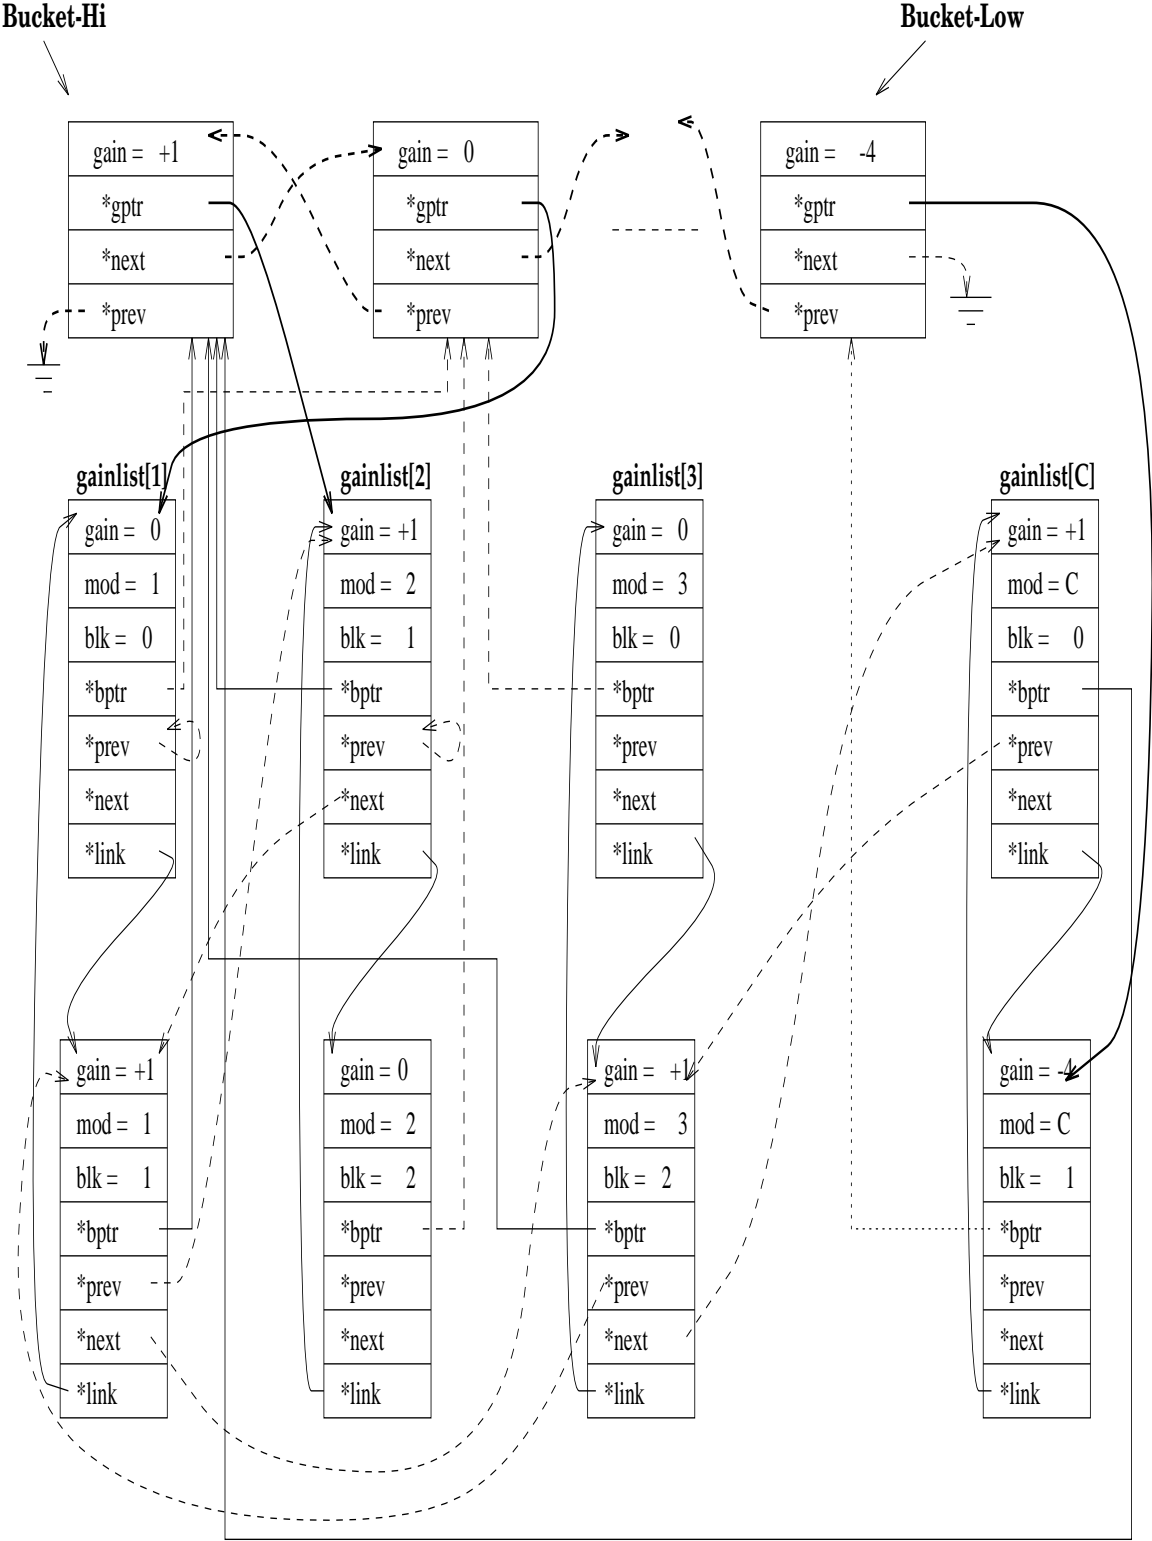 Bucket-Hi
Bucket-Low
gain = +1
*gptr
*next
*prev
gain = 0
*gptr
*next
*prev
gain = -4
*gptr
*next
*prev
gainlist[1]
gain = 0
mod = 1
blk = 0
*bptr
*prev
*next
*link
gainlist[2]
gain = +1
mod = 2
blk = 1
*bptr
*prev
*next
*link
gainlist[3]
gain = 0
mod = 3
blk = 0
*bptr
*prev
*next
*link
gainlist[C]
gain = +1
mod = C
blk = 0
*bptr
*prev
*next
*link
gain = +1
mod = 1
blk = 1
*bptr
*prev
*next
*link
gain = 0
mod = 2
blk = 2
*bptr
*prev
*next
*link
gain = +1
mod = 3
blk = 2
*bptr
*prev
*next
*link
gain = -4
mod = C
blk = 1
*bptr
*prev
*next
*link